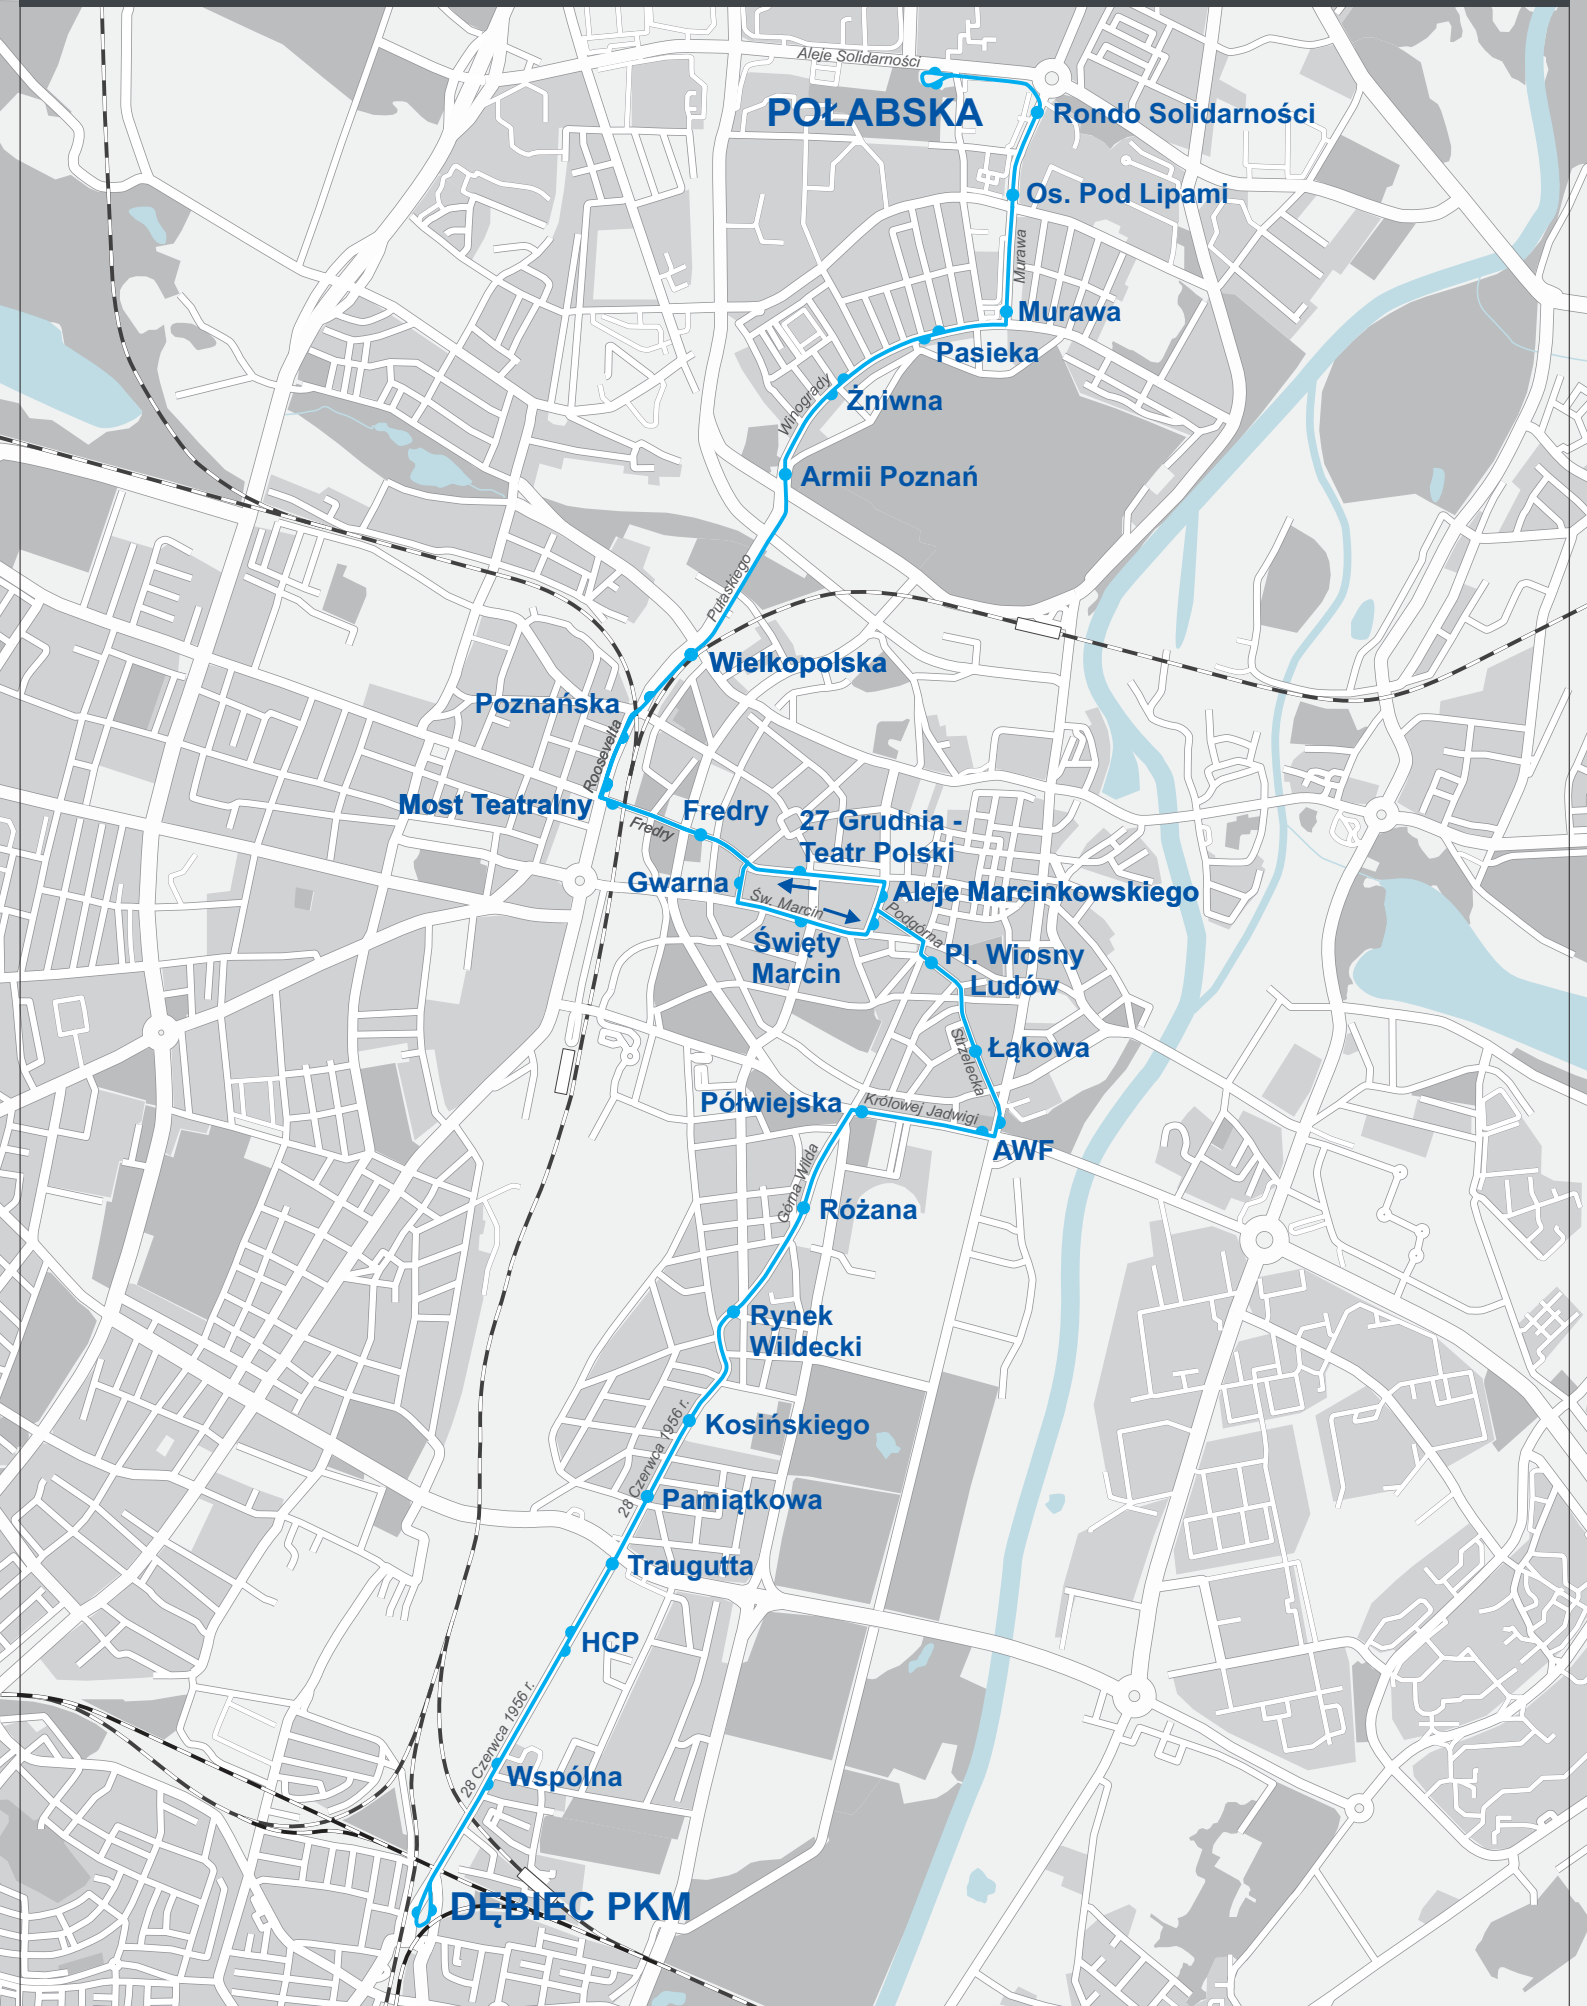 Aleje Solidarności
POŁABSKA
Rondo Solidarności
Os. Pod Lipami
Murawa
Murawa
Pasieka
Winogrady
Żniwna
Armii Poznań
Pułaskiego
Wielkopolska
Poznańska
Roosevelta
Most Teatralny
Fredry
Fredry
27 Grudnia -
Teatr Polski
Gwarna
Aleje Marcinkowskiego
Św. Marcin
Podgórna
Święty
Marcin
Pl. Wiosny
Ludów
Strzelecka
Łąkowa
Półwiejska
Królowej Jadwigi
AWF
Górna Wilda
Różana
Rynek
Wildecki
28 Czerwca 1956 r.
Kosińskiego
Pamiątkowa
Traugutta
HCP
28 Czerwca 1956 r.
Wspólna
DĘBIEC PKM